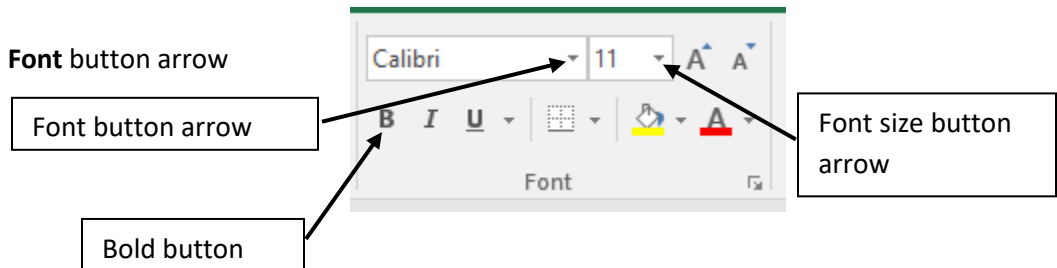 Font button arrow
Calibri 11 A A
Font button arrow
B I U A
Font size button
arrow
Font
Bold button